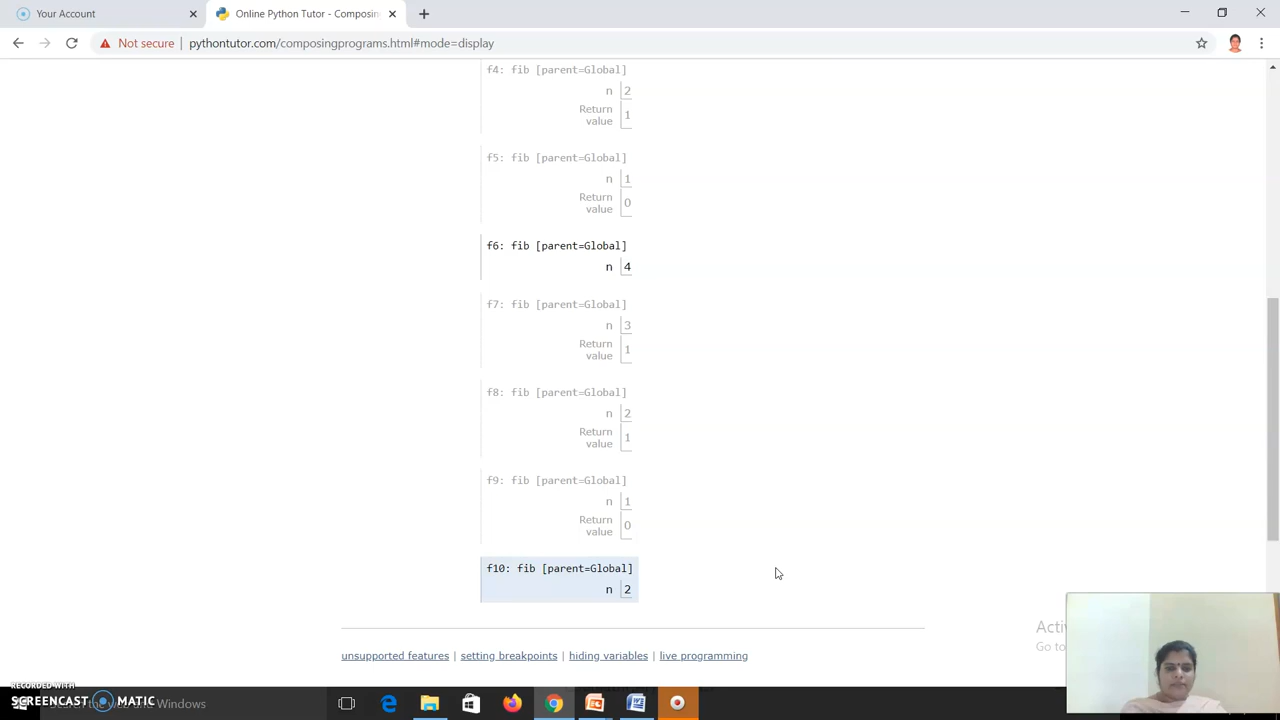 Your Account
Online Python Tutor - Composin
Not secure
pythontutor.com/composingprograms.html#mode=display
f4: fib [parent=Global]
n 2
Return value 1
f5: fib [parent=Global]
n 1
Return value 0
f6: fib [parent=Global]
n 4
f7: fib [parent=Global]
n 3
Return value 1
f8: fib [parent=Global]
n 2
Return value 1
f9: fib [parent=Global]
n 1
Return value 0
f10: fib [parent=Global]
n 2
unsupported features | setting breakpoints | hiding variables | live programming
Activ
Go to
RECORDED WITH
SCREENCAST MATIC
and Windows